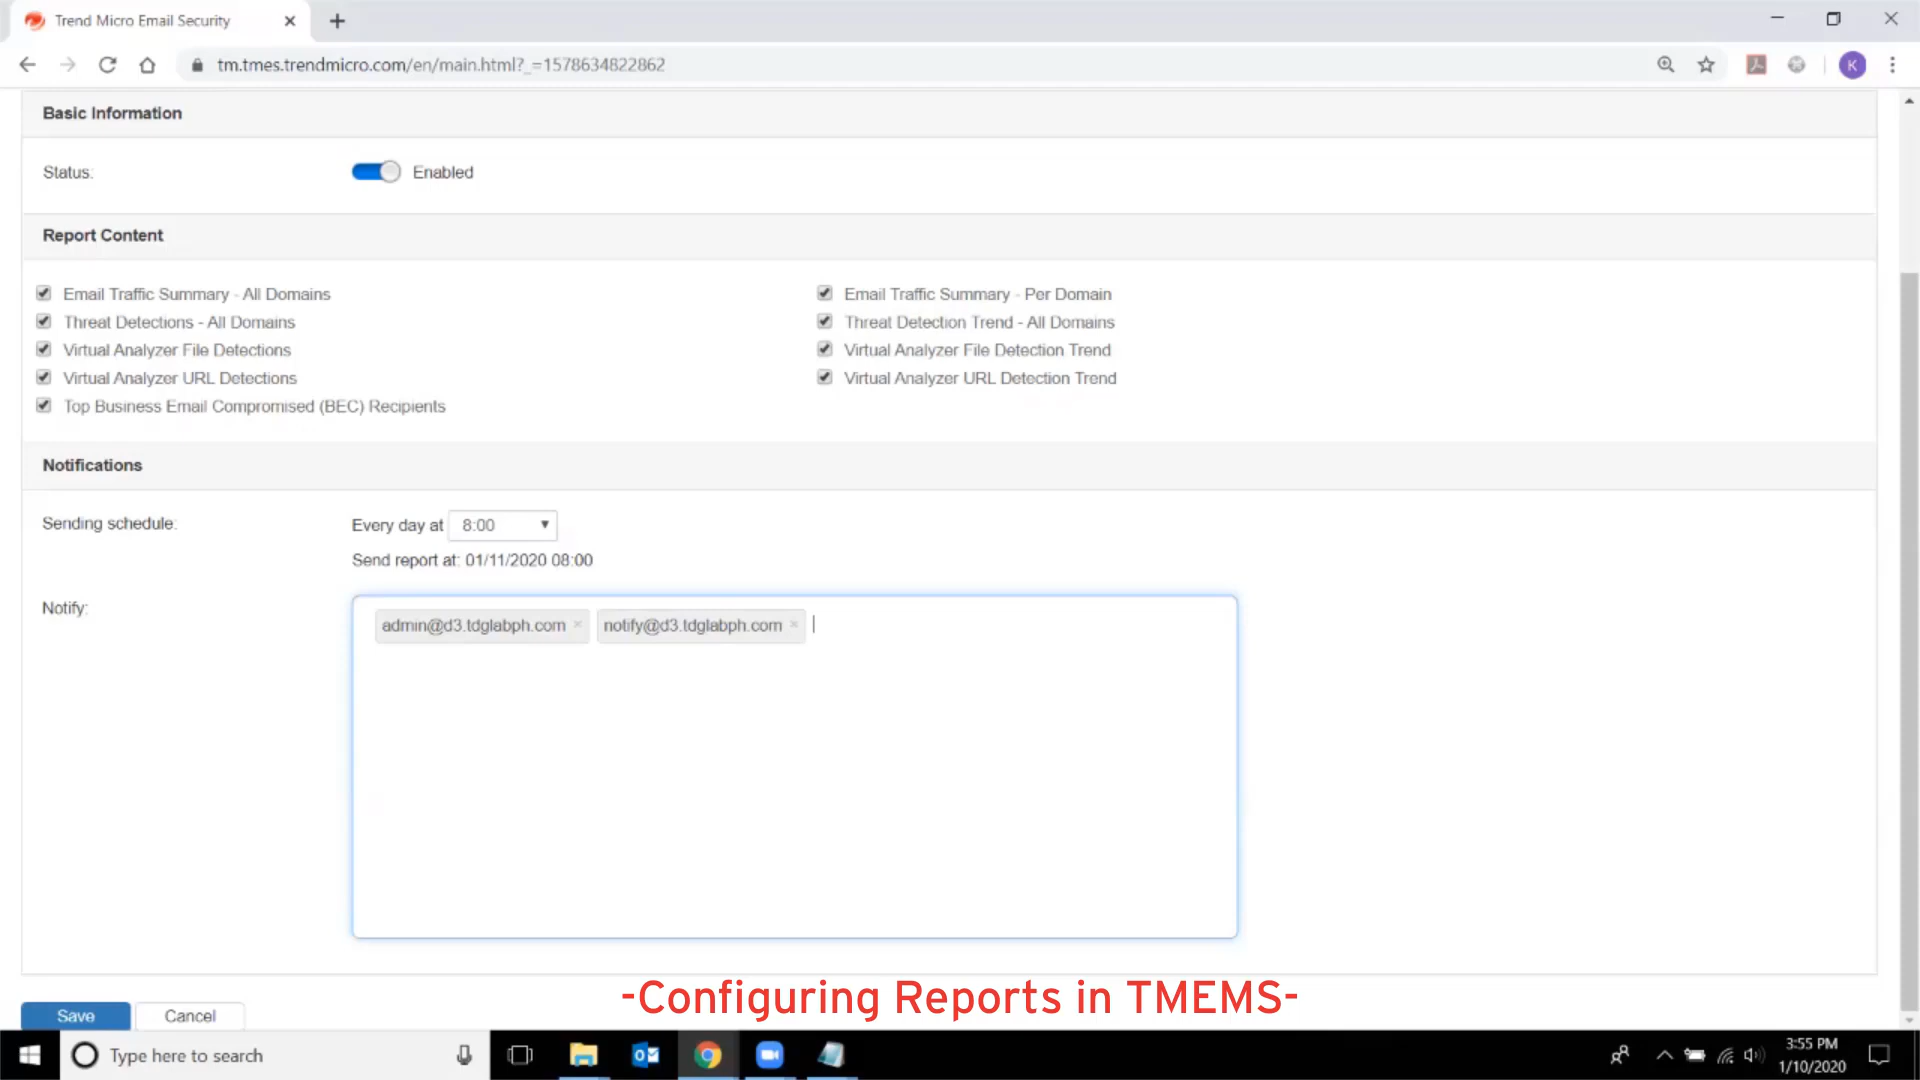 Trend Micro Email Security
tm.tmes.trendmicro.com/en/main.html?_=1578634822862
K
Basic Information
Status:
Enabled
Report Content
Email Traffic Summary - All Domains
Email Traffic Summary - Per Domain
Threat Detections - All Domains
Threat Detection Trend - All Domains
Virtual Analyzer File Detections
Virtual Analyzer File Detection Trend
Virtual Analyzer URL Detections
Virtual Analyzer URL Detection Trend
Top Business Email Compromised (BEC) Recipients
Notifications
Sending schedule:
Every day at 8:00
Send report at: 01/11/2020 08:00
Notify:
admin@d3.tdglabph.com × notify@d3.tdglabph.com ×
-Configuring Reports in TMEMS-
Save
Cancel
Type here to search
3:55 PM
1/10/2020